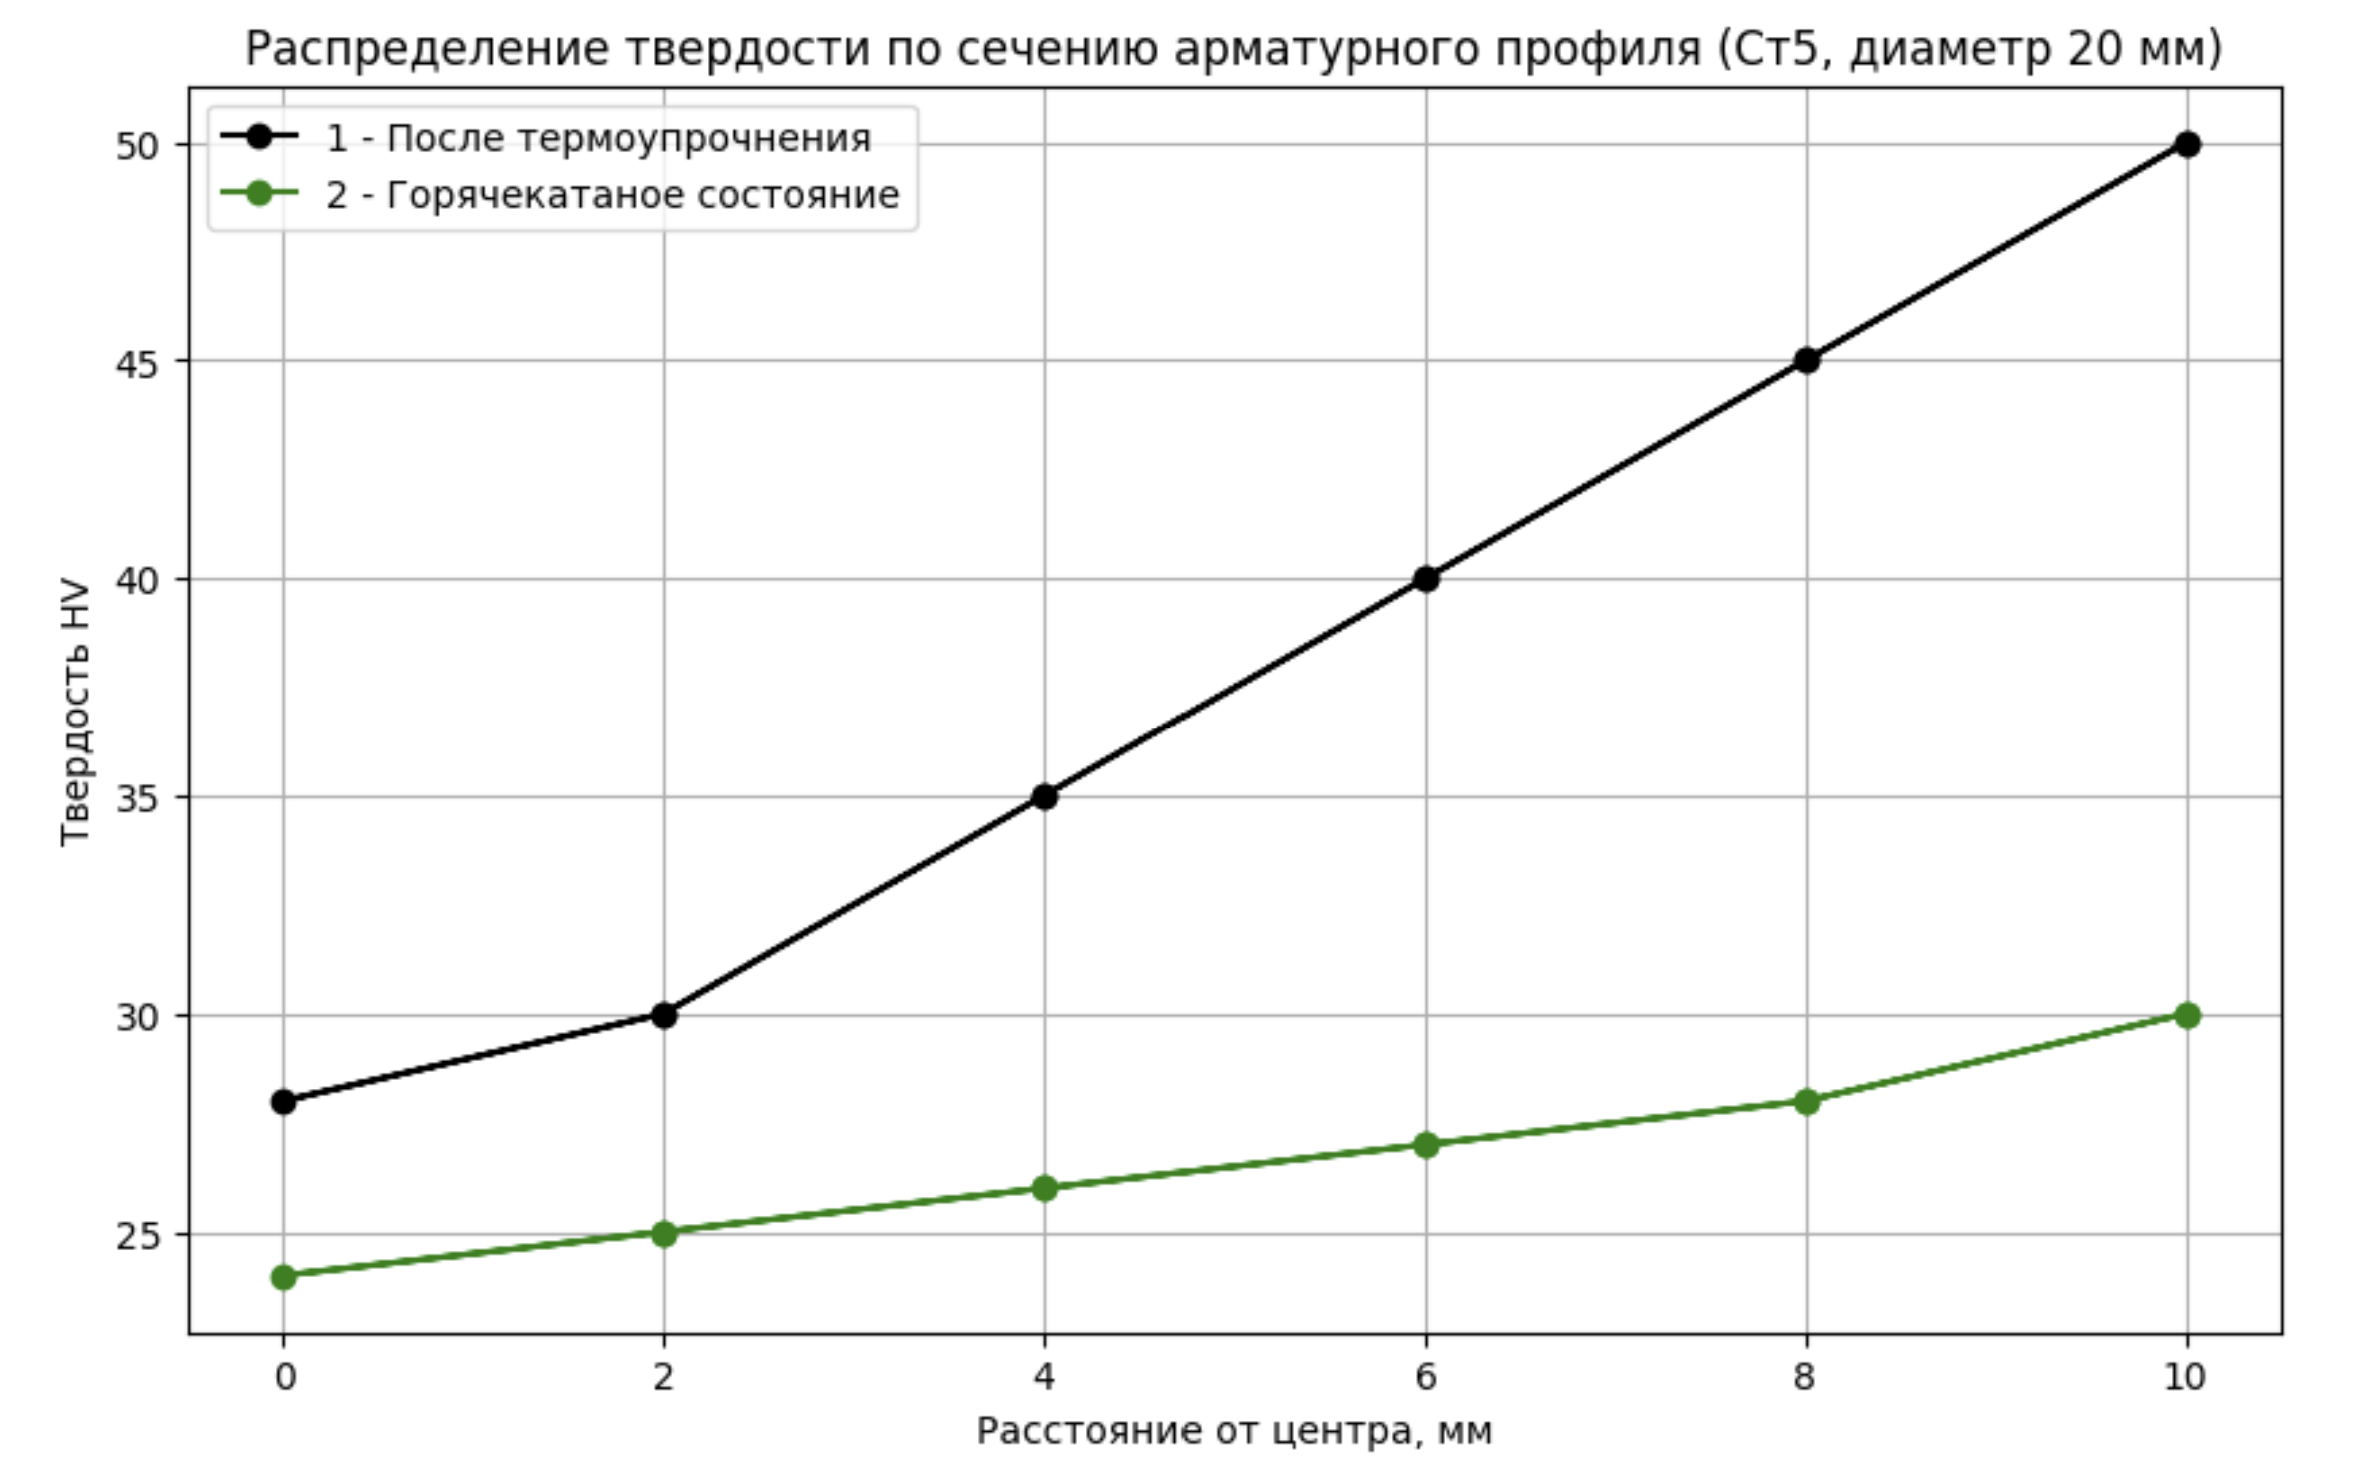 Распределение твердости по сечению арматурного профиля (Ст5, диаметр 20 мм)
1 - После термоупрочнения
2 - Горячекатаное состояние
50
45
40
35
30
25
Твердость HV
0 2 4 6 8 10
Расстояние от центра, мм